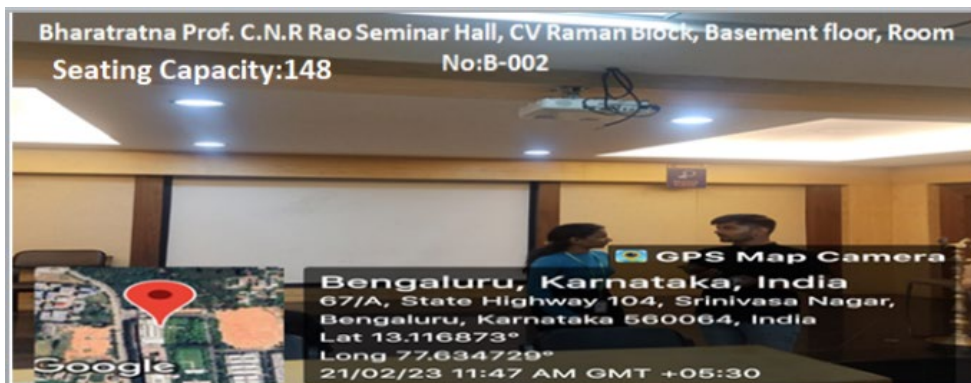 Bharatratna Prof. C.N.R Rao Seminar Hall, CV Raman Block, Basement floor, Room
No:B-002
Seating Capacity:148
GPS Map Camera
Bengaluru, Karnataka, India
67/A, State Highway 104, Srinivasa Nagar,
Bengaluru, Karnataka 560064, India
Lat 13.116873°
Long 77.634729°
21/02/23 11:47 AM GMT +05:30
Google